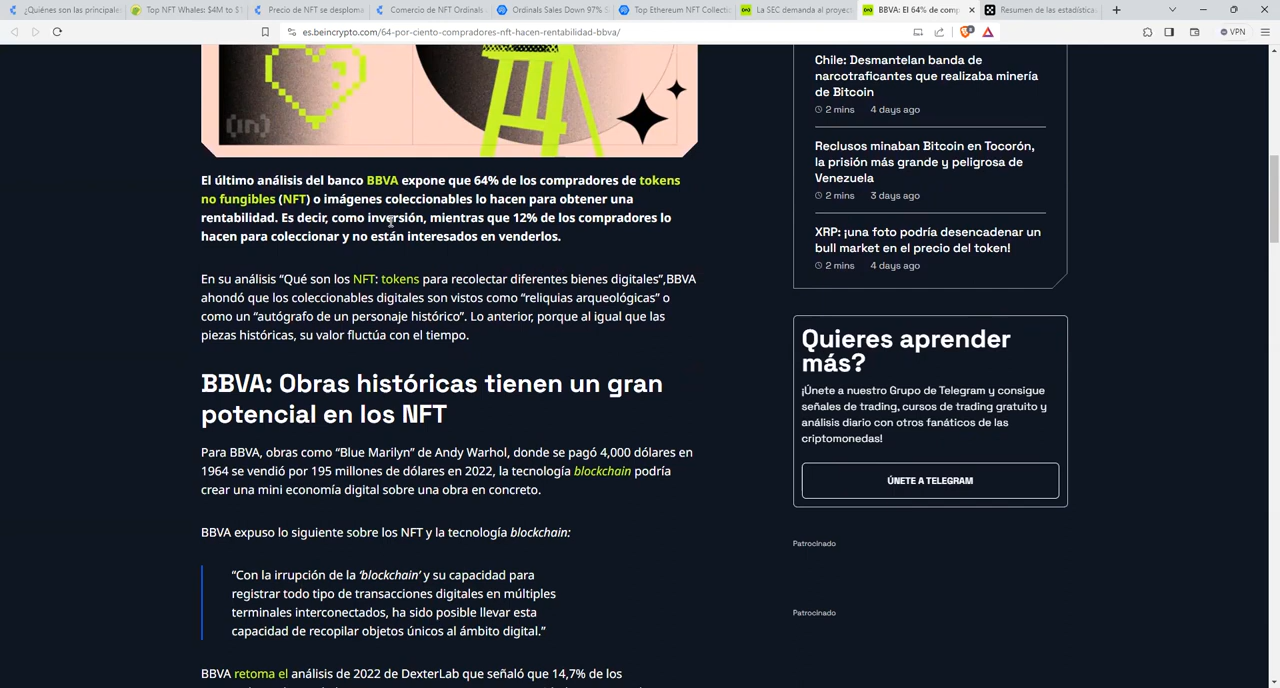 ¿Quiénes son las principale
Top NFT Whales: $4M to $1
Precio de NFT se desploma
Comercio de NFT Ordinals
Ordinals Sales Down 97% S
Top Ethereum NFT Collecti
La SEC demanda al proyect
BBVA: El 64% de comp
Resumen de las estadística
es.beincrypto.com/64-por-ciento-compradores-nft-hacen-rentabilidad-bbva/
VPN
(in)
El último análisis del banco BBVA expone que 64% de los compradores de tokens
no fungibles (NFT) o imágenes coleccionables lo hacen para obtener una
rentabilidad. Es decir, como inversión, mientras que 12% de los compradores lo
hacen para coleccionar y no están interesados en venderlos.
En su análisis “Qué son los NFT: tokens para recolectar diferentes bienes digitales”,BBVA
ahondó que los coleccionables digitales son vistos como “reliquias arqueológicas” o
como un “autógrafo de un personaje histórico”. Lo anterior, porque al igual que las
piezas históricas, su valor fluctúa con el tiempo.
BBVA: Obras históricas tienen un gran
potencial en los NFT
Para BBVA, obras como “Blue Marilyn” de Andy Warhol, donde se pagó 4,000 dólares en
1964 se vendió por 195 millones de dólares en 2022, la tecnología blockchain podría
crear una mini economía digital sobre una obra en concreto.
BBVA expuso lo siguiente sobre los NFT y la tecnología blockchain:
“Con la irrupción de la ‘blockchain’ y su capacidad para
registrar todo tipo de transacciones digitales en múltiples
terminales interconectados, ha sido posible llevar esta
capacidad de recopilar objetos únicos al ámbito digital.”
BBVA retoma el análisis de 2022 de DexterLab que señaló que 14,7% de los
Chile: Desmantelan banda de
narcotraficantes que realizaba minería
de Bitcoin
2 mins 4 days ago
Reclusos minaban Bitcoin en Tocorón,
la prisión más grande y peligrosa de
Venezuela
2 mins 3 days ago
XRP: ¡una foto podría desencadenar un
bull market en el precio del token!
2 mins 4 days ago
Quieres aprender
más?
¡Únete a nuestro Grupo de Telegram y consigue
señales de trading, cursos de trading gratuito y
análisis diario con otros fanáticos de las
criptomonedas!
ÚNETE A TELEGRAM
Patrocinado
Patrocinado